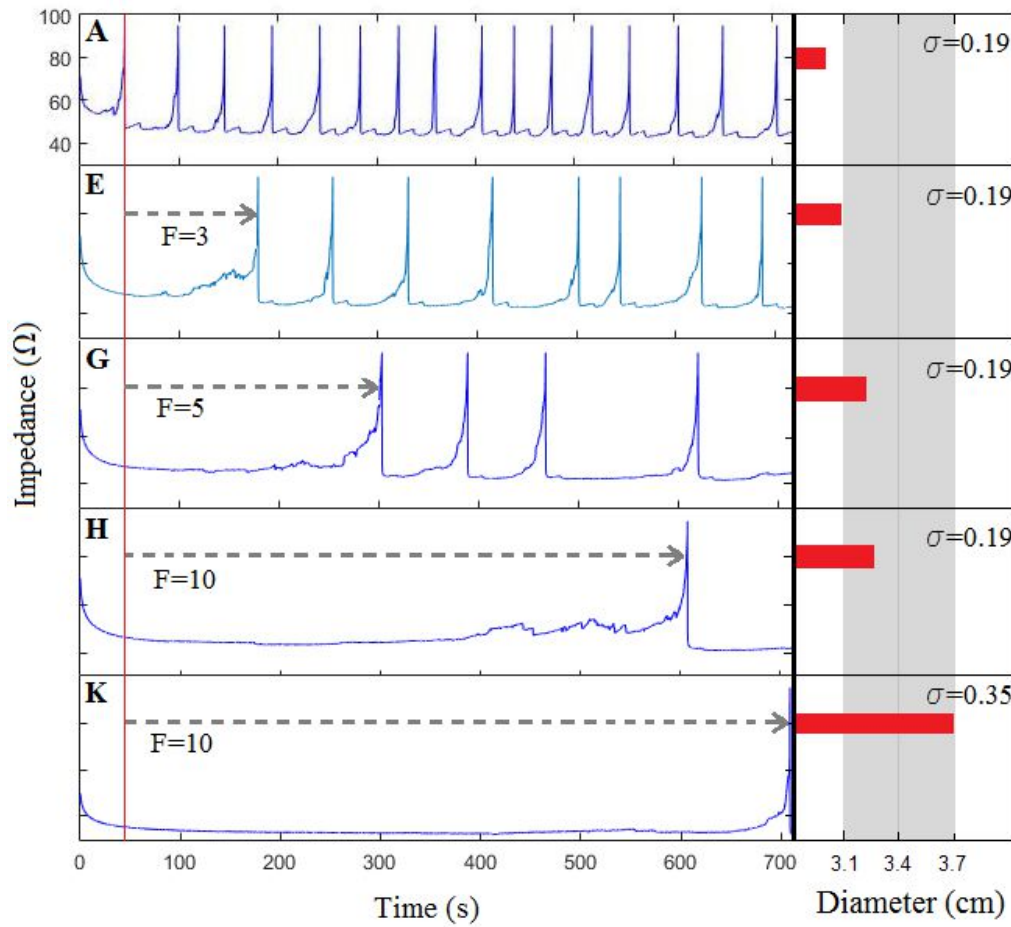 100
A
σ=0.19
80
60
40
E
σ=0.19
F=3
Impedance (Ω)
G
σ=0.19
F=5
H
σ=0.19
F=10
K
σ=0.35
F=10
0 100 200 300 400 500 600 700 3.1 3.4 3.7
Time (s)
Diameter (cm)